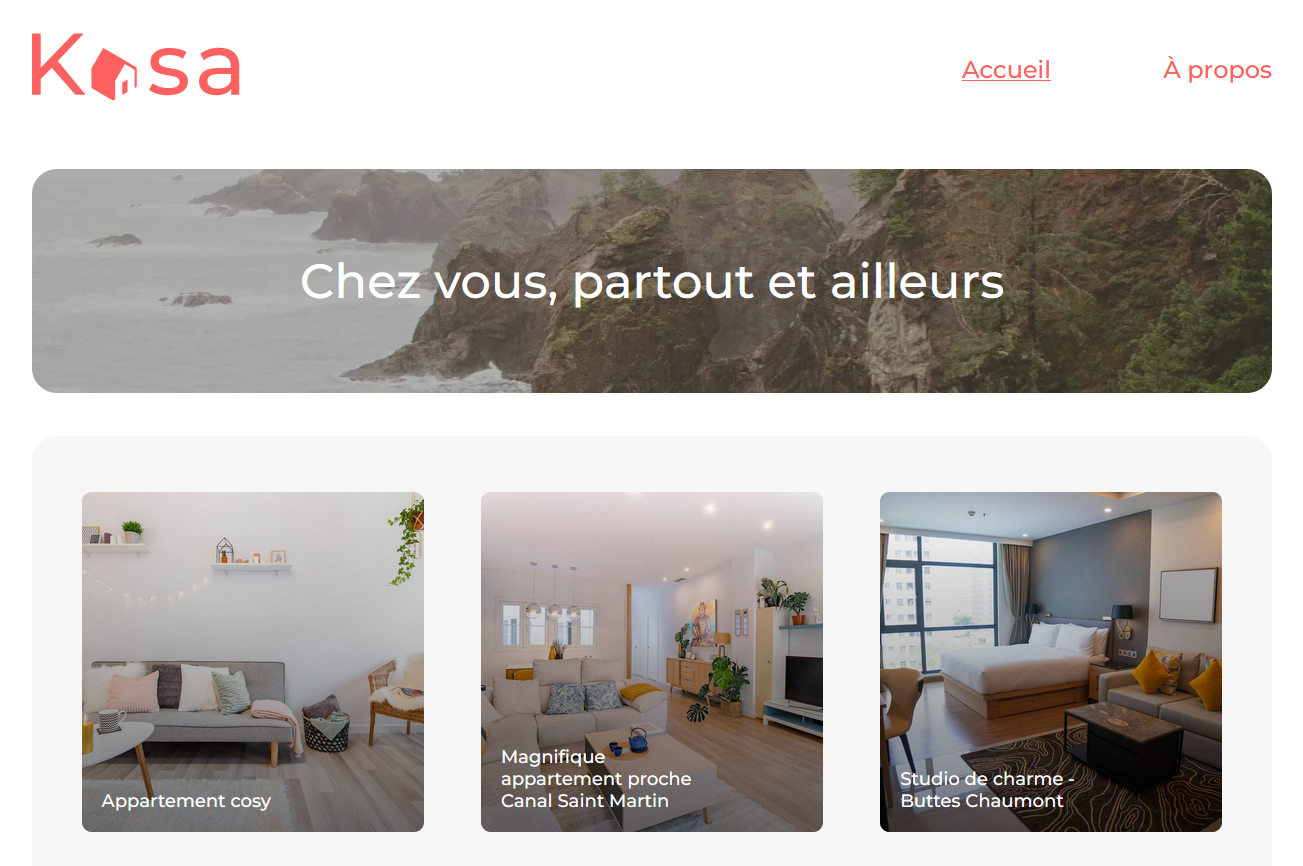 Kasa
Accueil
À propos
Chez vous, partout et ailleurs
Appartement cosy
Magnifique
appartement proche
Canal Saint Martin
Studio de charme -
Buttes Chaumont